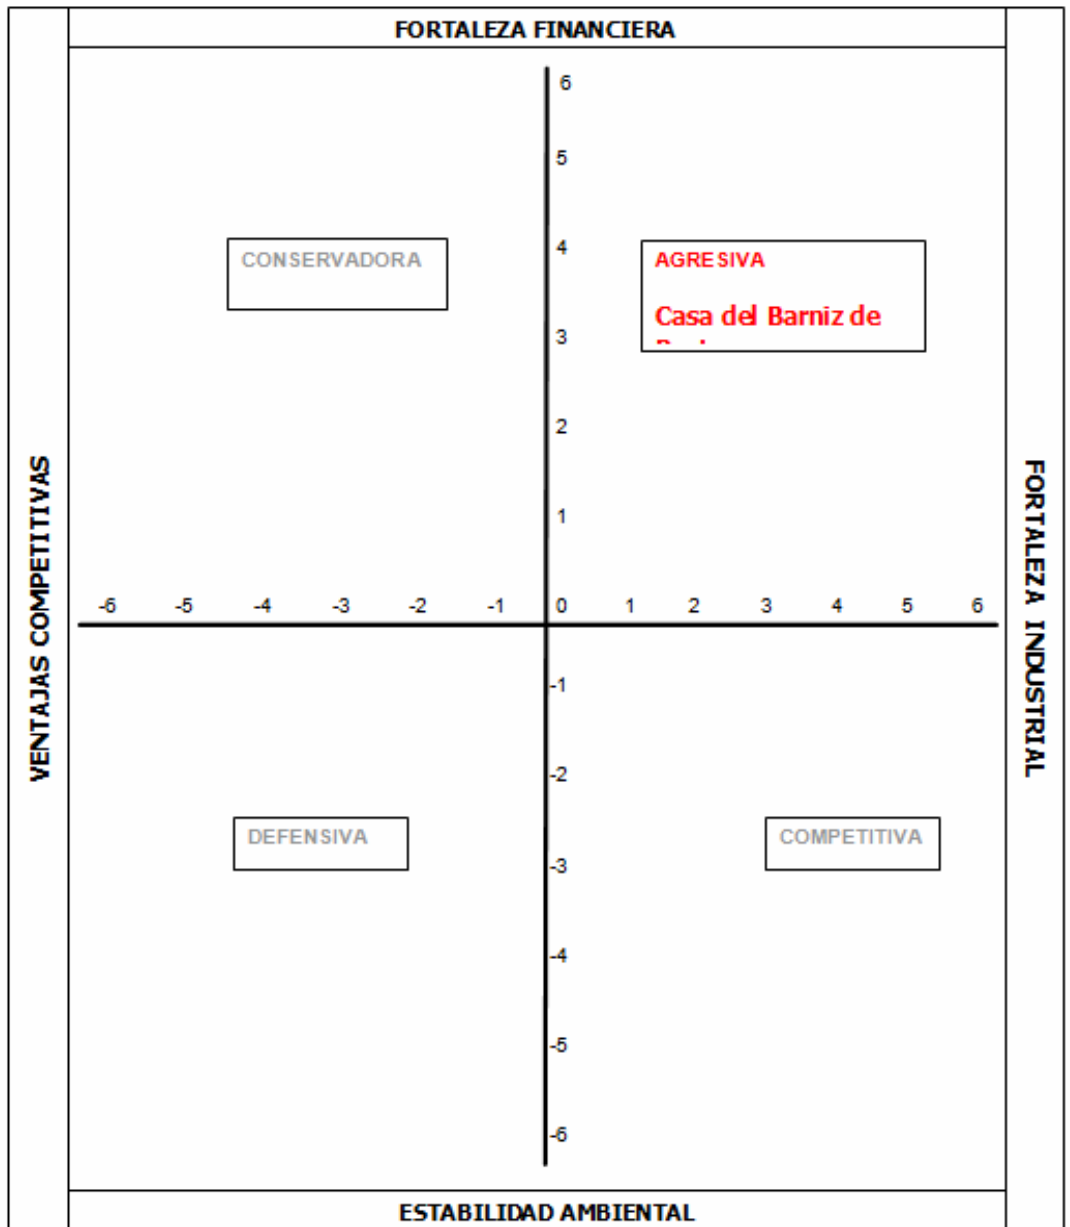 FORTALEZA FINANCIERA
6
5
CONSERVADORA
4
AGRESIVA
Casa del Barniz de
3
2
1
VENTAJAS COMPETITIVAS
FORTALEZA INDUSTRIAL
-6 -5 -4 -3 -2 -1 0 1 2 3 4 5 6
-1
-2
DEFENSIVA
COMPETITIVA
-3
-4
-5
-6
ESTABILIDAD AMBIENTAL